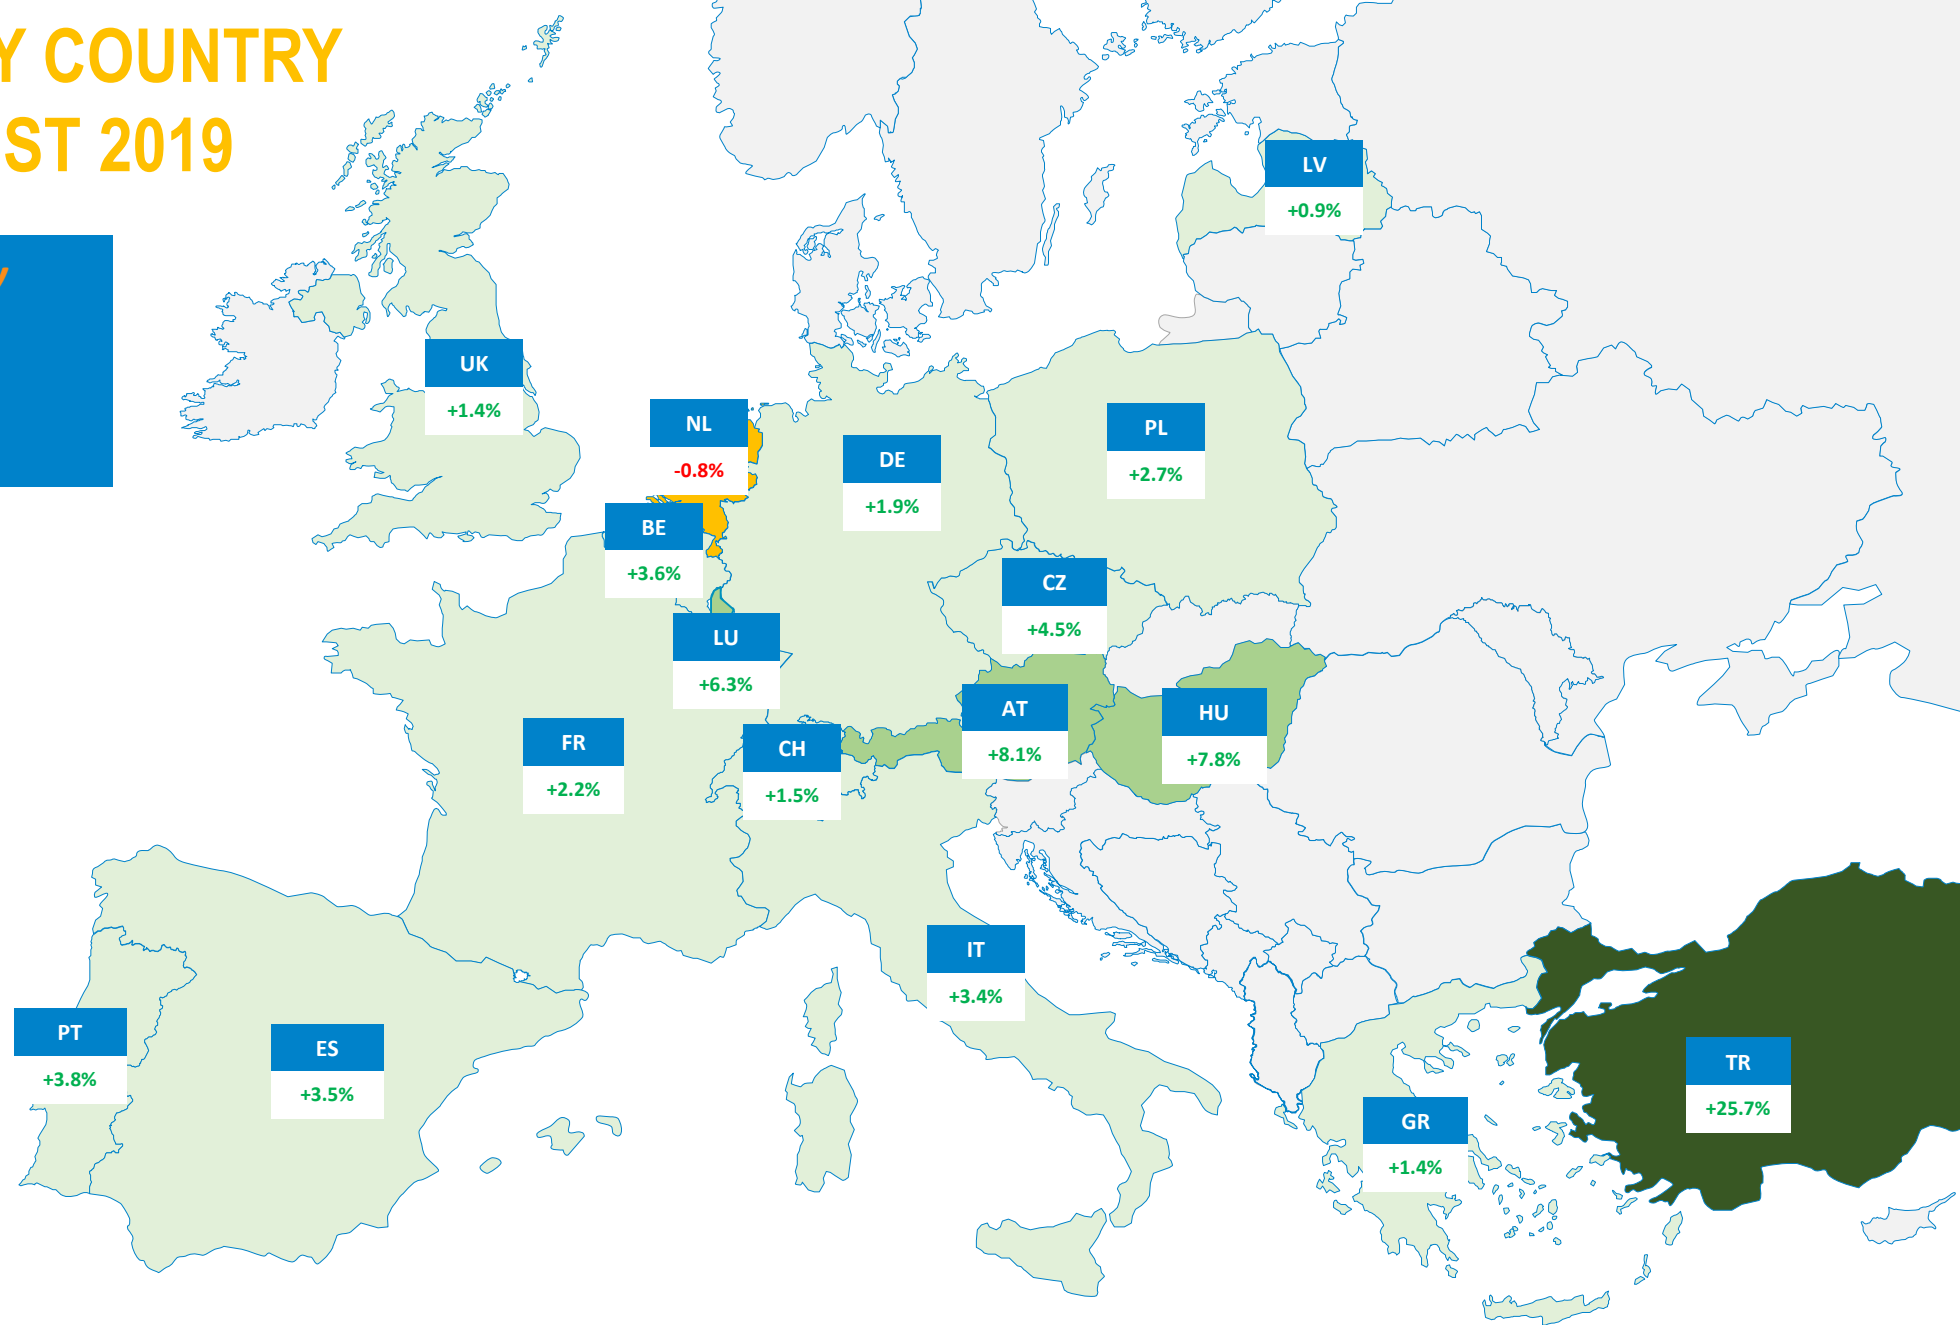 Y COUNTRY
ST 2019
LV
+0.9%
UK
+1.4%
NL
-0.8%
PL
+2.7%
DE
+1.9%
BE
+3.6%
CZ
+4.5%
LU
+6.3%
AT
+8.1%
HU
+7.8%
FR
+2.2%
CH
+1.5%
IT
+3.4%
PT
+3.8%
ES
+3.5%
TR
+25.7%
GR
+1.4%